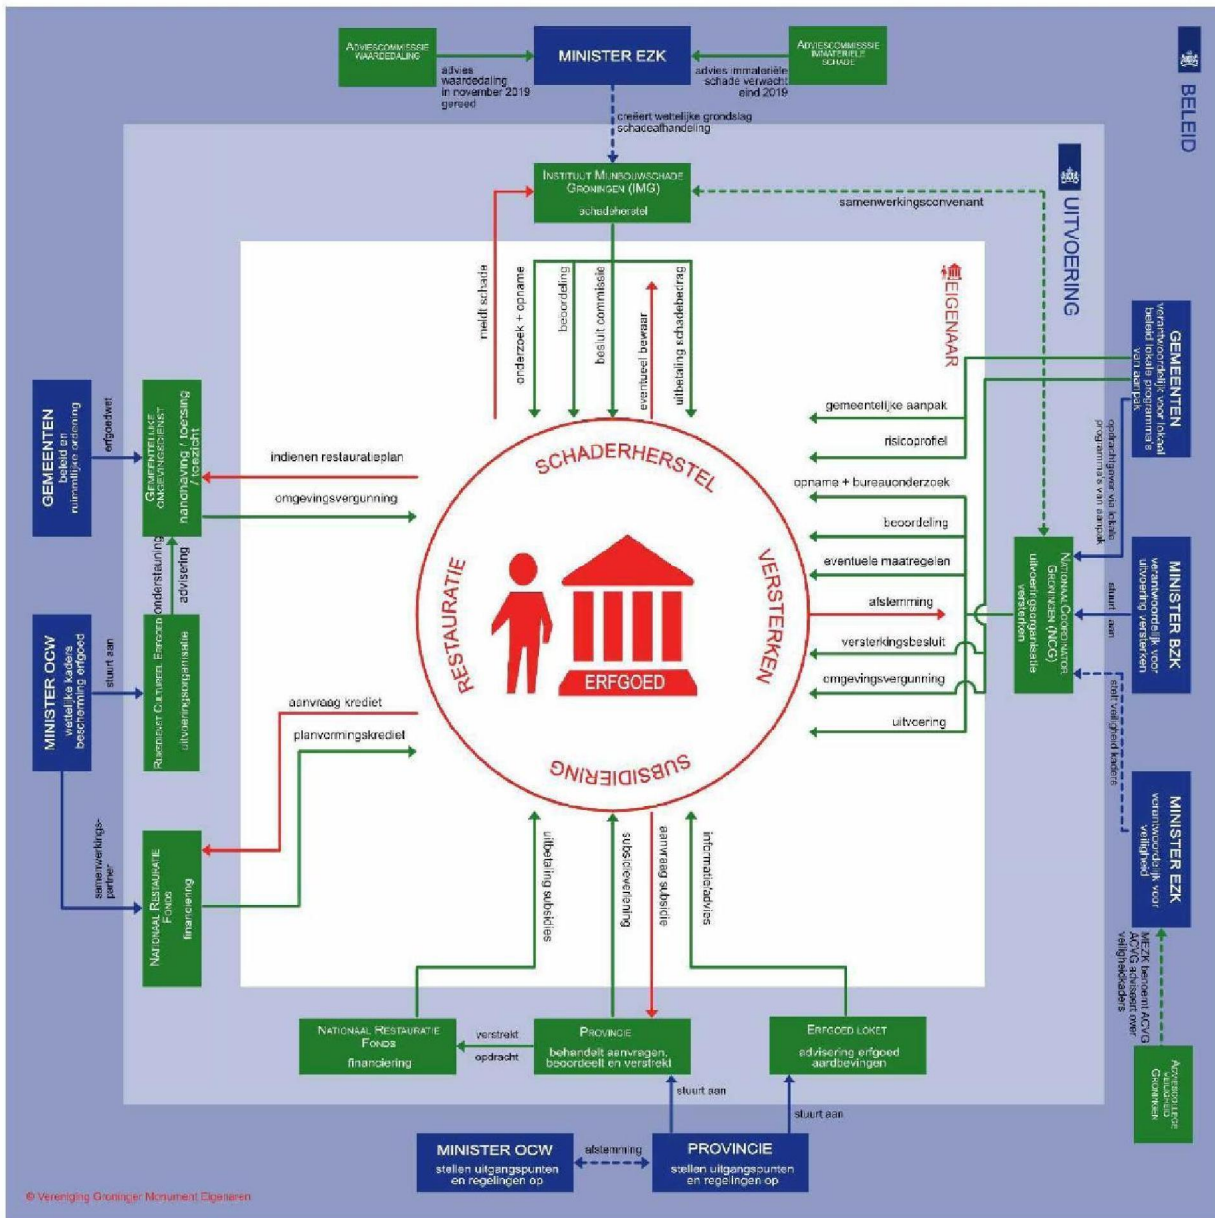 ADVIESCOMMISSSIE
WAARDEDALING
MINISTER EZK
ADVIESCOMMISSSIE
IMMATERIËLE
SCHADE
advies
waardedaling
in november 2019
gereed
advies immateriële
schade verwacht
eind 2019
creëert wettelijke grondslag
schadeafhandeling
BELEID
INSTITUUT MIJNBOUWSCHADE
GRONINGEN (IMG)
schadeherstel
samenwerkingsconvenant
UITVOERING
EIGENAAR
meldt schade
onderzoek + opname
beoordeling
besluit commissie
eventueel bewaar
uitbetaling schadebedrag
GEMEENTEN
verantwoordelijk voor lokaal
beleid lokale programma's
van aanpak
opdrachtgever via lokale
programma's van aanpak
GEMEENTEN
beleid en
ruimtlijke ordening
erfgoedwet
GEMEENTELIJKE
OMGEVINGSDIENST
handhaving / toetsing
/ toezicht
indienen restauratieplan
omgevingsvergunning
ondersteuning
advisering
MINISTER OCW
wettelijke kaders
bescherming erfgoed
stuurt aan
RIJKSDIENST CULTUREEL ERFGOED
uitvoeringsorganisatie
aanvraag krediet
planvormingskrediet
samenwerkings-
partner
NATIONAAL RESTAURATIE
FONDS
financiering
SCHADERHERSTEL
VERSTERKEN
SUBSIDIERING
RESTAURATIE
ERFGOED
gemeentelijke aanpak
risicoprofiel
opname + bureauonderzoek
beoordeling
eventuele maatregelen
afstemming
versterkingsbesluit
omgevingsvergunning
uitvoering
NATIONAAL COORDINATOR
GRONINGEN (NCG)
uitvoeringsorganisatie
versterken
stuurt aan
MINISTER BZK
verantwoordelijk voor
uitvoering versterken
stelt veiligheid kaders
MINISTER EZK
verantwoordelijk voor
veiligheid
MEZK benoemt ACVG
ACVG adviseert over
veiligheidkaders
ADVIESCOLLEGE
VEILIGHEID
GRONINGEN
uitbetaling subsidies
subsidieverlening
aanvraag subsidie
informatie/advies
NATIONAAL RESTAURATIE
FONDS
financiering
verstrekt
opdracht
PROVINCIE
behandelt aanvragen,
beoordeelt en verstrekt
ERFGOED LOKET
advisering erfgoed
aardbevingen
stuurt aan
stuurt aan
MINISTER OCW
stellen uitgangspunten
en regelingen op
afstemming
PROVINCIE
stellen uitgangspunten
en regelingen op
© Vereniging Groninger Monument Eigenaren